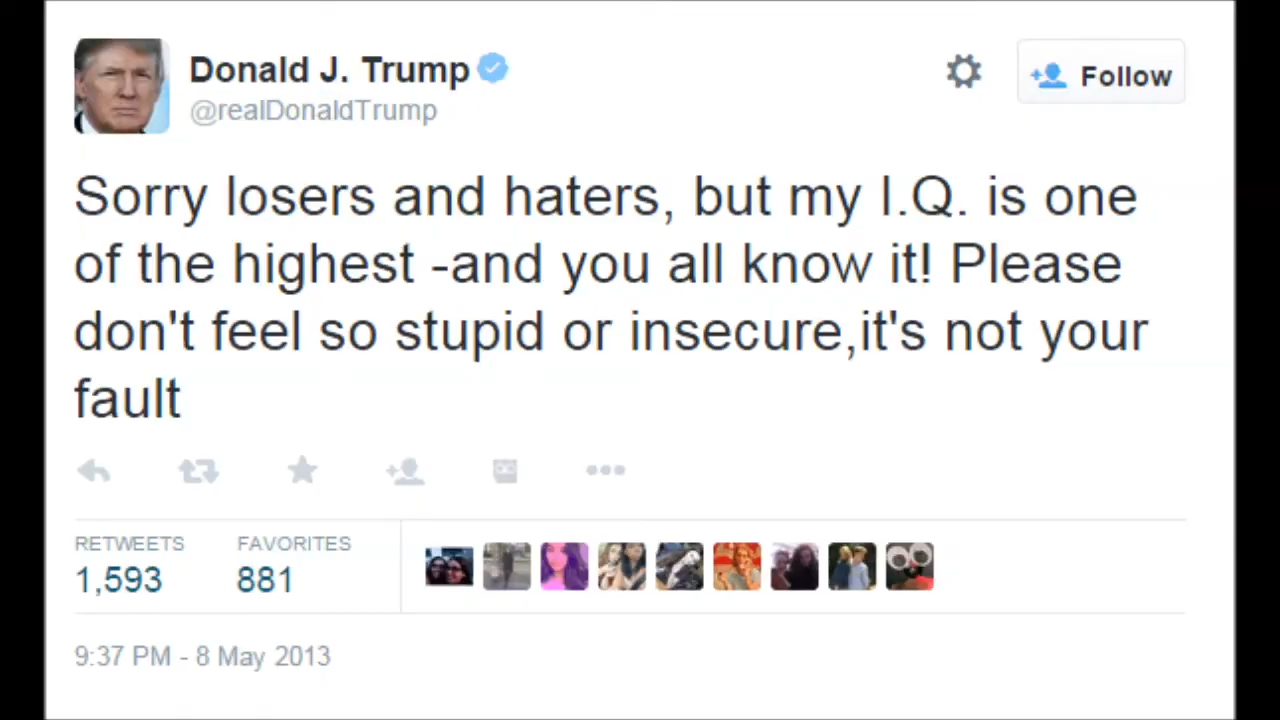 Donald J. Trump
Follow
@realDonaldTrump
Sorry losers and haters, but my I.Q. is one
of the highest -and you all know it! Please
don't feel so stupid or insecure,it's not your
fault
RETWEETS FAVORITES
1,593 881
9:37 PM - 8 May 2013